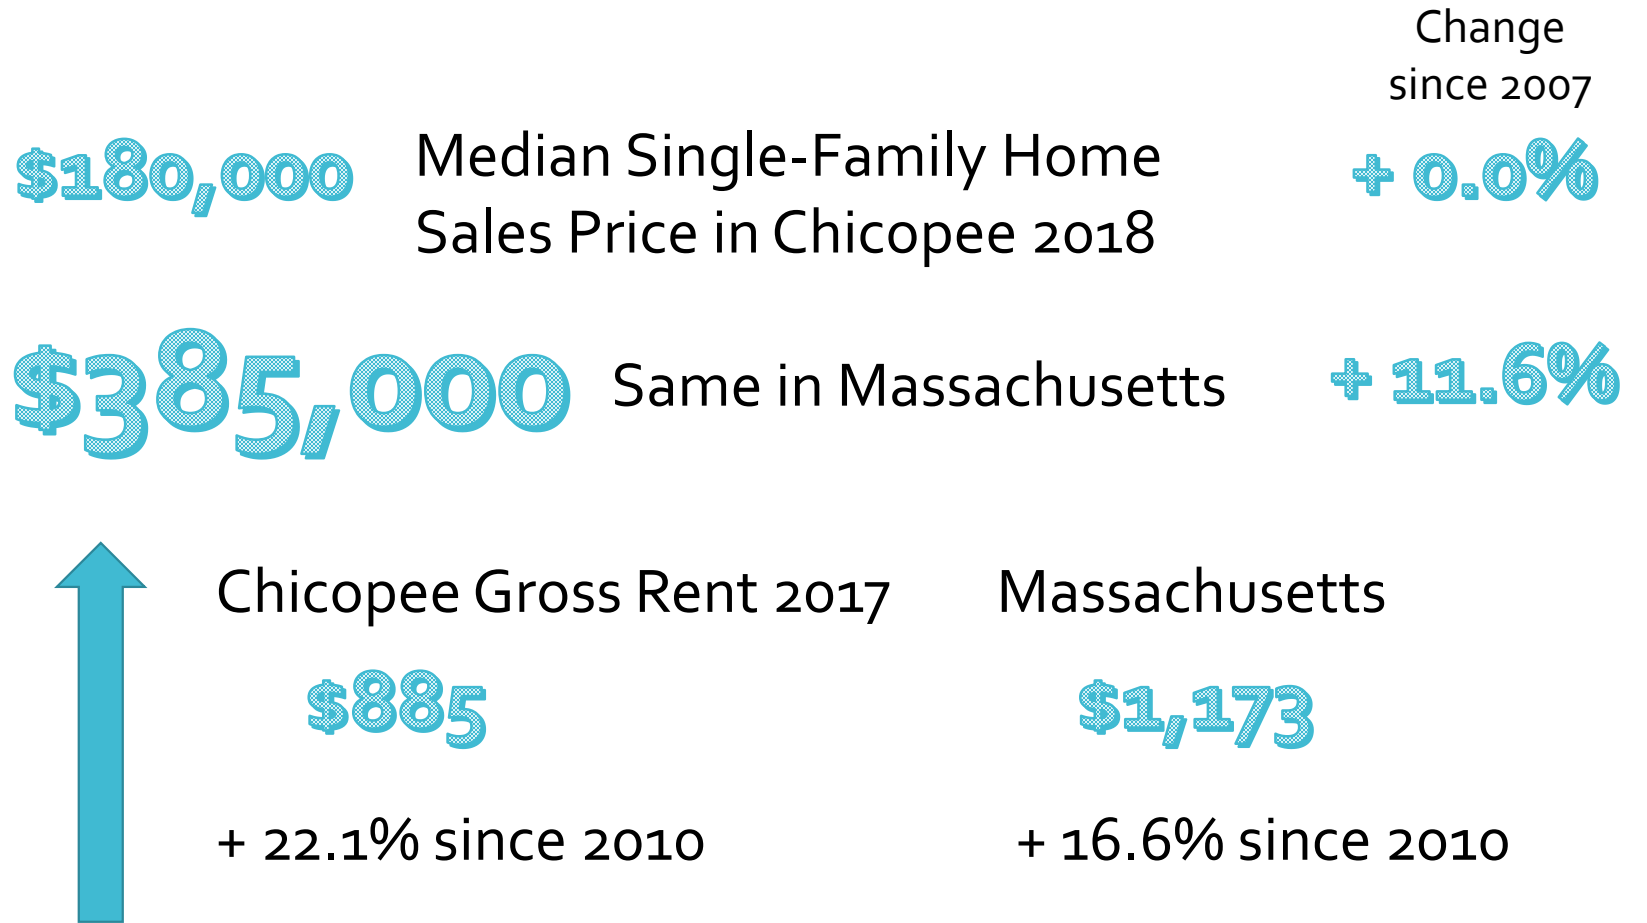 Change
since 2007
$180,000 Median Single-Family Home + 0.0%
Sales Price in Chicopee 2018
$385,000 Same in Massachusetts + 11.6%
Chicopee Gross Rent 2017 Massachusetts
$885 $1,173
+ 22.1% since 2010 + 16.6% since 2010